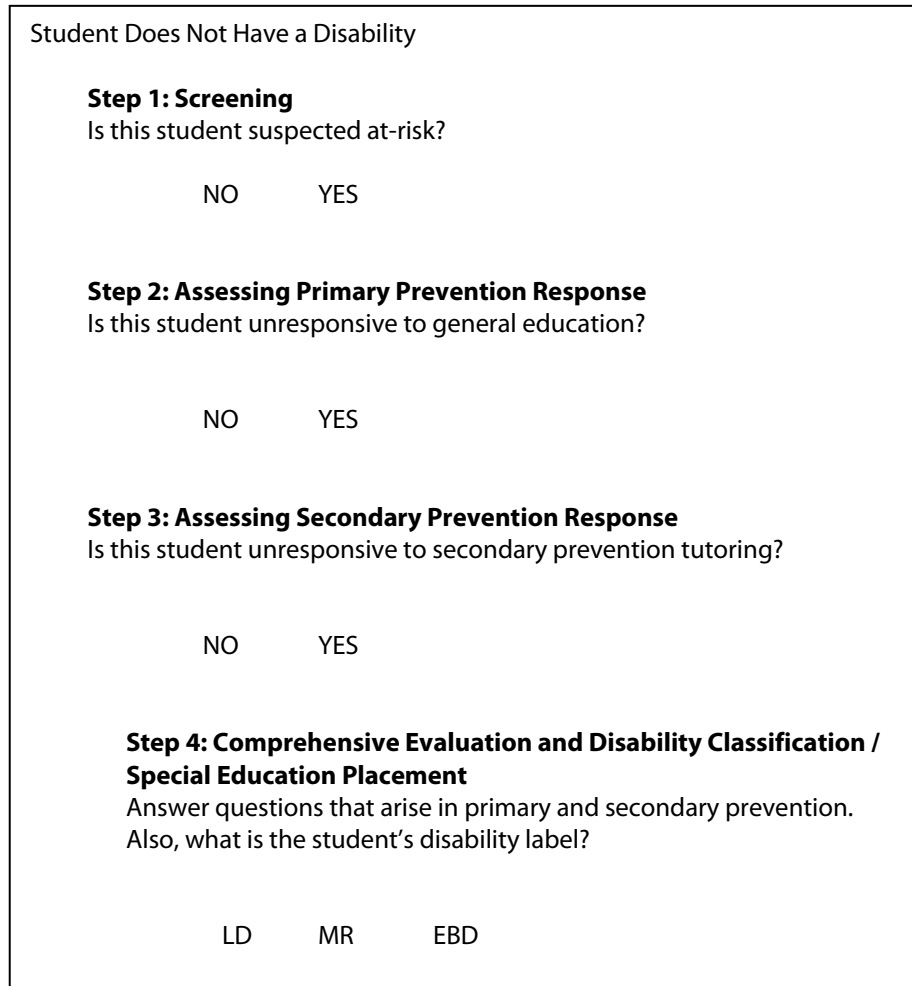 Student Does Not Have a Disability
Step 1: Screening
Is this student suspected at-risk?
NO YES
Step 2: Assessing Primary Prevention Response
Is this student unresponsive to general education?
NO YES
Step 3: Assessing Secondary Prevention Response
Is this student unresponsive to secondary prevention tutoring?
NO YES
Step 4: Comprehensive Evaluation and Disability Classification /
Special Education Placement
Answer questions that arise in primary and secondary prevention.
Also, what is the student’s disability label?
LD MR EBD